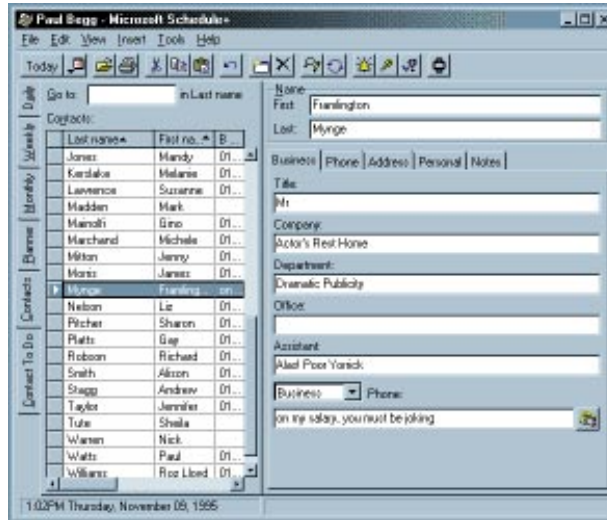 Paul Begg - Microsoft Schedule+
File Edit View Insert Tools Help
Today
Daily
Weekly
Monthly
Planner
Contacts
Contact To Do
Go to: in Last name
Contacts:
Last name First na... B...
Jones Mandy 01...
Kerslake Melanie 01...
Lawrence Suzanne 01...
Madden Mark
Mainolfi Gino 01...
Marchand Michele 01...
Mitton Jenny 01...
Morris James 01...
Mynge Framling... on
Nelson Liz 01...
Pitcher Sharon 01...
Platts Gay 01...
Robson Richard 01...
Smith Alison 01...
Stagg Andrew 01...
Taylor Jennifer 01...
Tute Sheila
Warren Nick
Watts Paul 01...
Williams Roz Lloyd 01...
Name
First: Framlington
Last: Mynge
Business Phone Address Personal Notes
Title:
Mr
Company:
Actor's Rest Home
Department:
Dramatic Publicity
Office:
Assistant:
Alas! Poor Yorrick
Business Phone:
on my salary, you must be joking
1:02PM Thursday, November 09, 1995